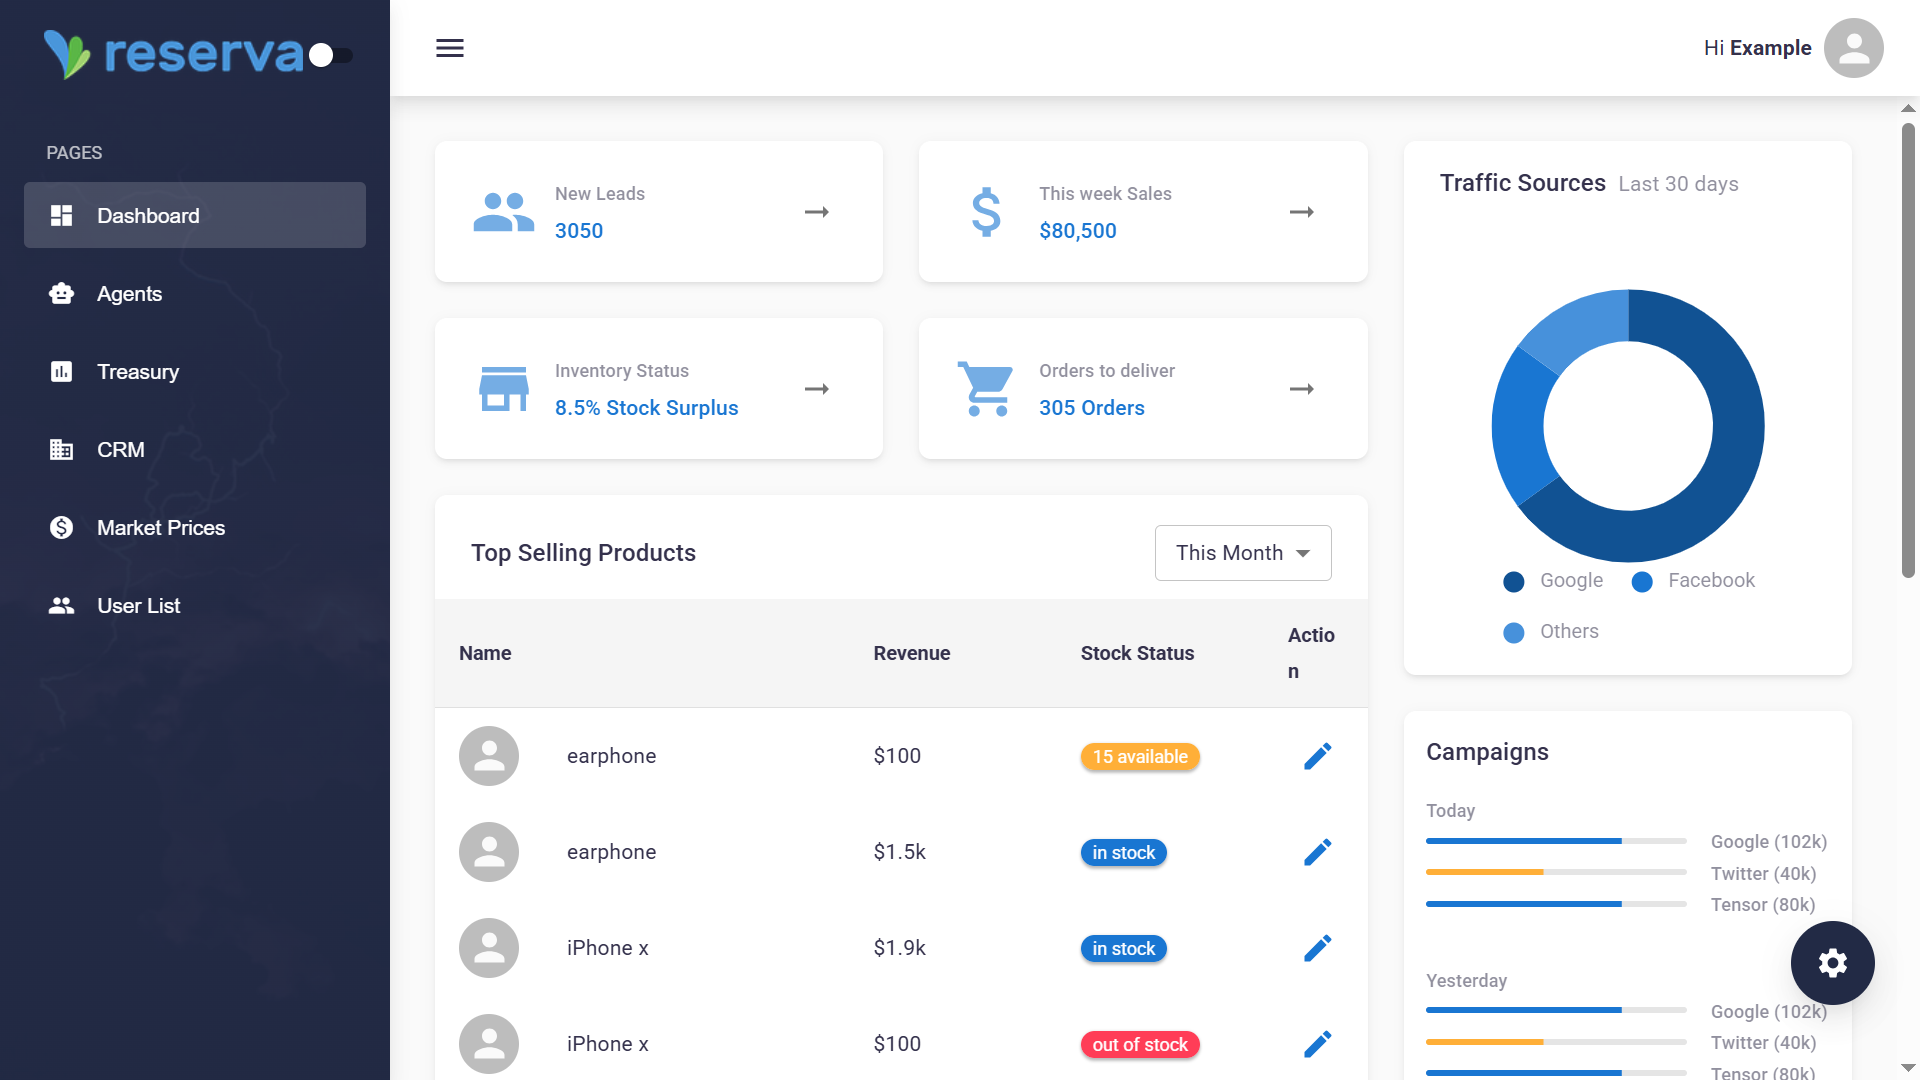 reserva
Hi Example
PAGES
Dashboard
Agents
Treasury
CRM
Market Prices
User List
New Leads
3050
This week Sales
$80,500
Inventory Status
8.5% Stock Surplus
Orders to deliver
305 Orders
Top Selling Products
This Month
Name Revenue Stock Status Actio
n
earphone $100 15 available
earphone $1.5k in stock
iPhone x $1.9k in stock
iPhone x $100 out of stock
Traffic Sources Last 30 days
Google Facebook
Others
Campaigns
Today
Google (102k)
Twitter (40k)
Tensor (80k)
Yesterday
Google (102k)
Twitter (40k)
Tensor (80k)